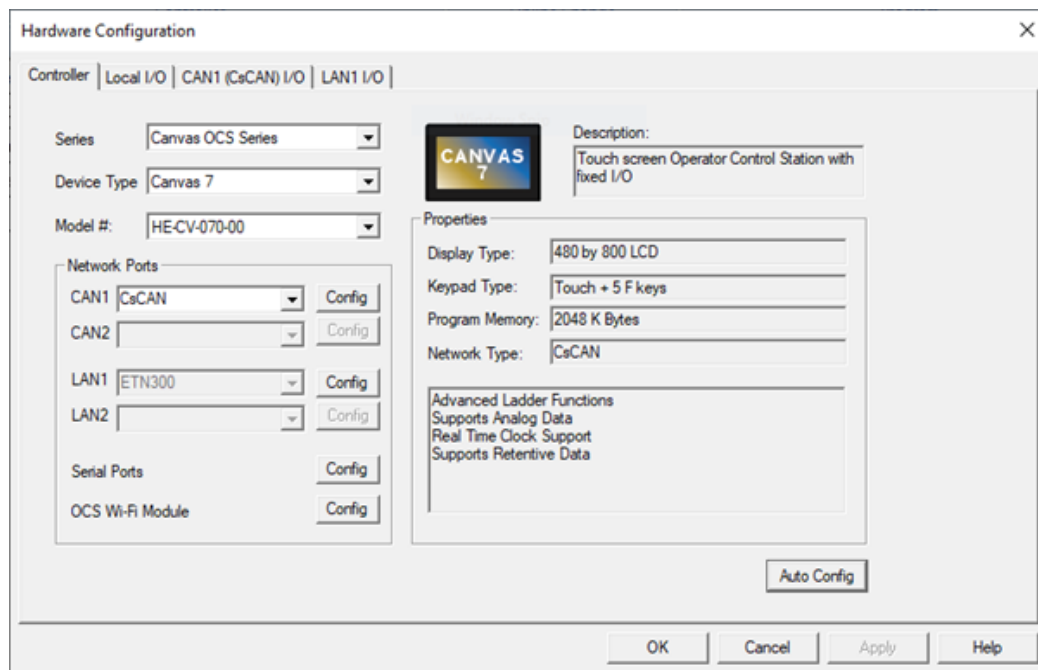 Hardware Configuration
Controller
Local I/O
CAN1 (CsCAN) I/O
LAN1 I/O
Series
Canvas OCS Series
Device Type
Canvas 7
Model #:
HE-CV-070-00
Network Ports
CAN1
CsCAN
Config
CAN2
Config
LAN1
ETN300
Config
LAN2
Config
Serial Ports
Config
OCS Wi-Fi Module
Config
CANVAS
7
Description:
Touch screen Operator Control Station with
fixed I/O
Properties
Display Type:
480 by 800 LCD
Keypad Type:
Touch + 5 F keys
Program Memory:
2048 K Bytes
Network Type:
CsCAN
Advanced Ladder Functions
Supports Analog Data
Real Time Clock Support
Supports Retentive Data
Auto Config
OK
Cancel
Apply
Help